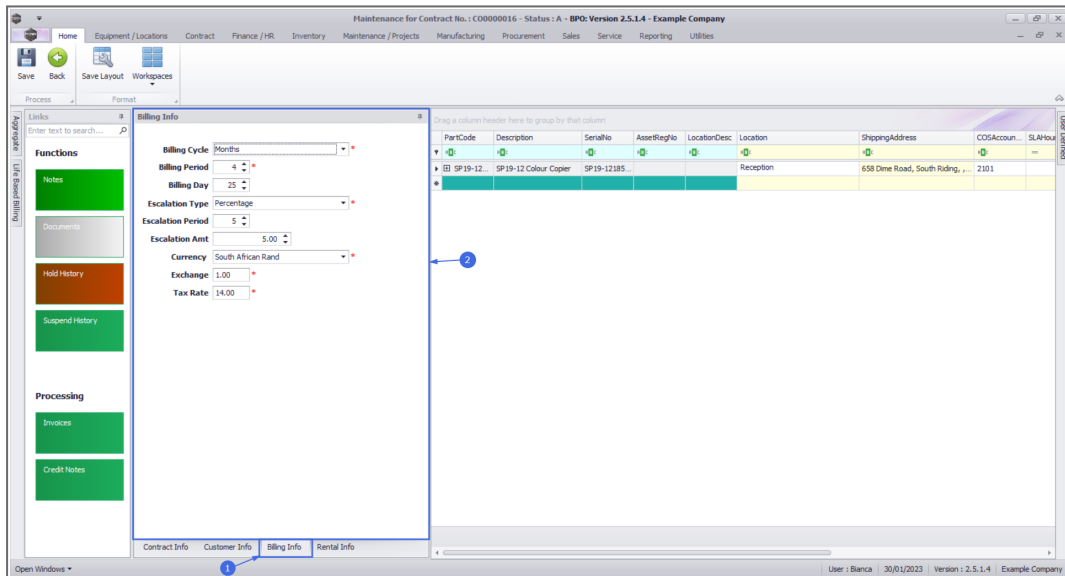 Maintenance for Contract No. : CO0000016 - Status : A - BPO: Version 2.5.1.4 - Example Company
Home Equipment / Locations Contract Finance / HR Inventory Maintenance / Projects Manufacturing Procurement Sales Service Reporting Utilities
Save Back Save Layout Workspaces
Process Format
Aggregate
Life Based Billing
Links
Enter text to search...
Functions
Notes
Documents
Hold History
Suspend History
Processing
Invoices
Credit Notes
Billing Info
Billing Cycle Months *
Billing Period 4 *
Billing Day 25
Escalation Type Percentage *
Escalation Period 5
Escalation Amt 5.00
Currency South African Rand *
Exchange 1.00 *
Tax Rate 14.00 *
Contract Info Customer Info Billing Info Rental Info
1
2
Drag a column header here to group by that column
PartCode Description SerialNo AssetRegNo LocationDesc Location ShippingAddress COSAccoun... SLAHour
SP19-12... SP19-12 Colour Copier SP19-12185... Reception 658 Dime Road, South Riding, ,... 2101
User Defined
Open Windows User : Bianca 30/01/2023 Version : 2.5.1.4 Example Company